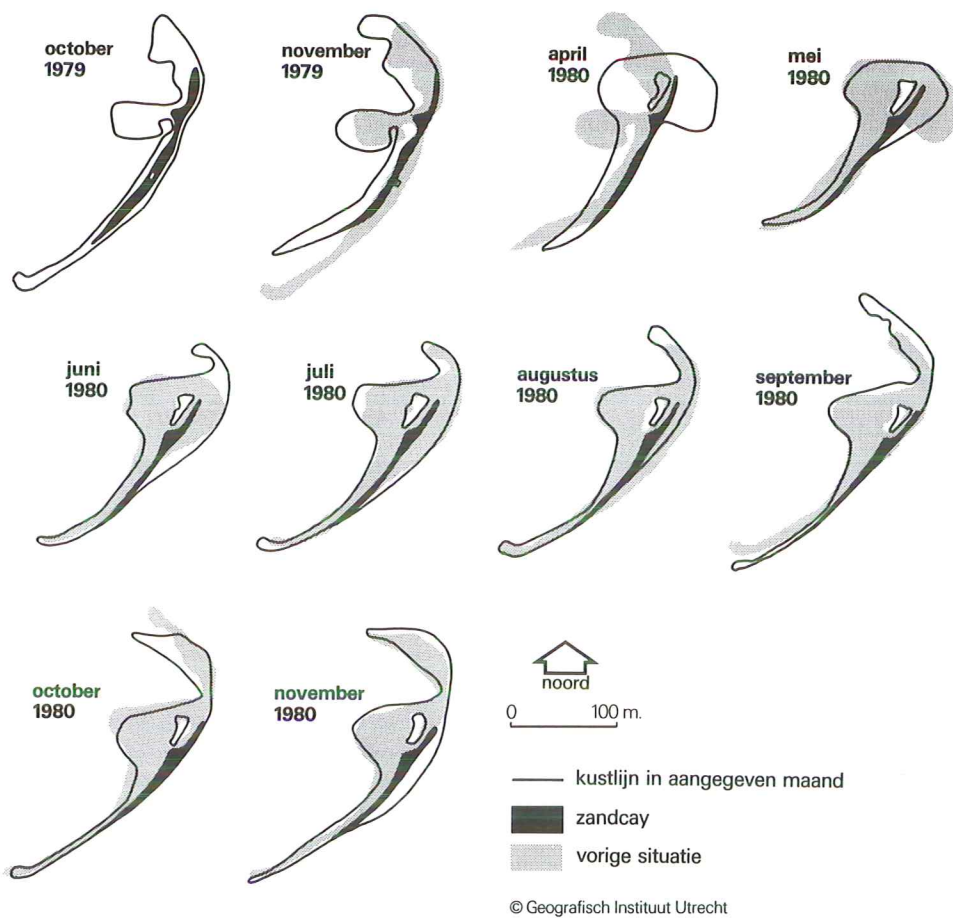 october
1979
november
1979
april
1980
mei
1980
juni
1980
juli
1980
augustus
1980
september
1980
october
1980
november
1980
noord
0 100 m.
kustlijn in aangegeven maand
zandcay
vorige situatie
© Geografisch Instituut Utrecht